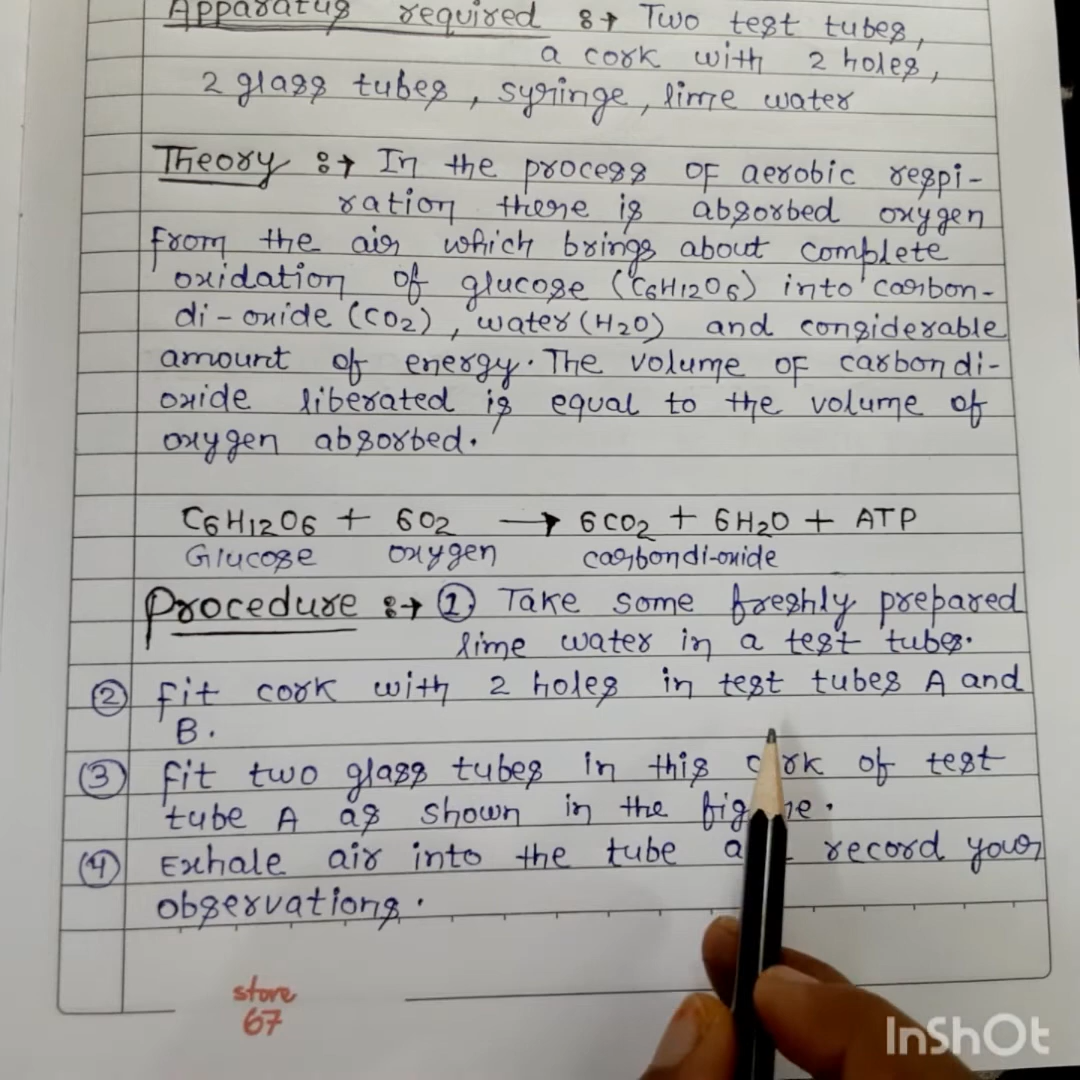 Apparatus required :→ Two test tubes,
a cork with 2 holes,
2 glass tubes, syringe, lime water
Theory :→ In the process of aerobic respi-
ration there is absorbed oxygen
from the air which brings about complete
oxidation of glucose (C6H12O6) into carbon-
di-oxide (CO2), water (H2O) and considerable
amount of energy. The volume of carbondi-
oxide liberated is equal to the volume of
oxygen absorbed.
C6H12O6 + 6O2 → 6CO2 + 6H2O + ATP
Glucose oxygen carbondi-oxide
Procedure :→ ① Take some freshly prepared
lime water in a test tubes.
② Fit cork with 2 holes in test tubes A and
B.
③ Fit two glass tubes in this of test
tube A as shown in the
④ Exhale air into the tube record your
observations.
store
67
InShOt